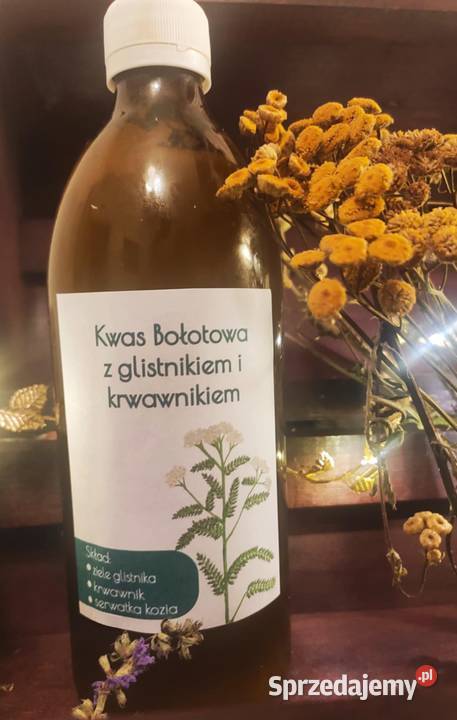 Kwas Bołotowa
z glistnikiem i
krwawnikiem
Skład:
• ziele glistnika
• krwawnik
• serwatka kozia
Sprzedajemy.pl